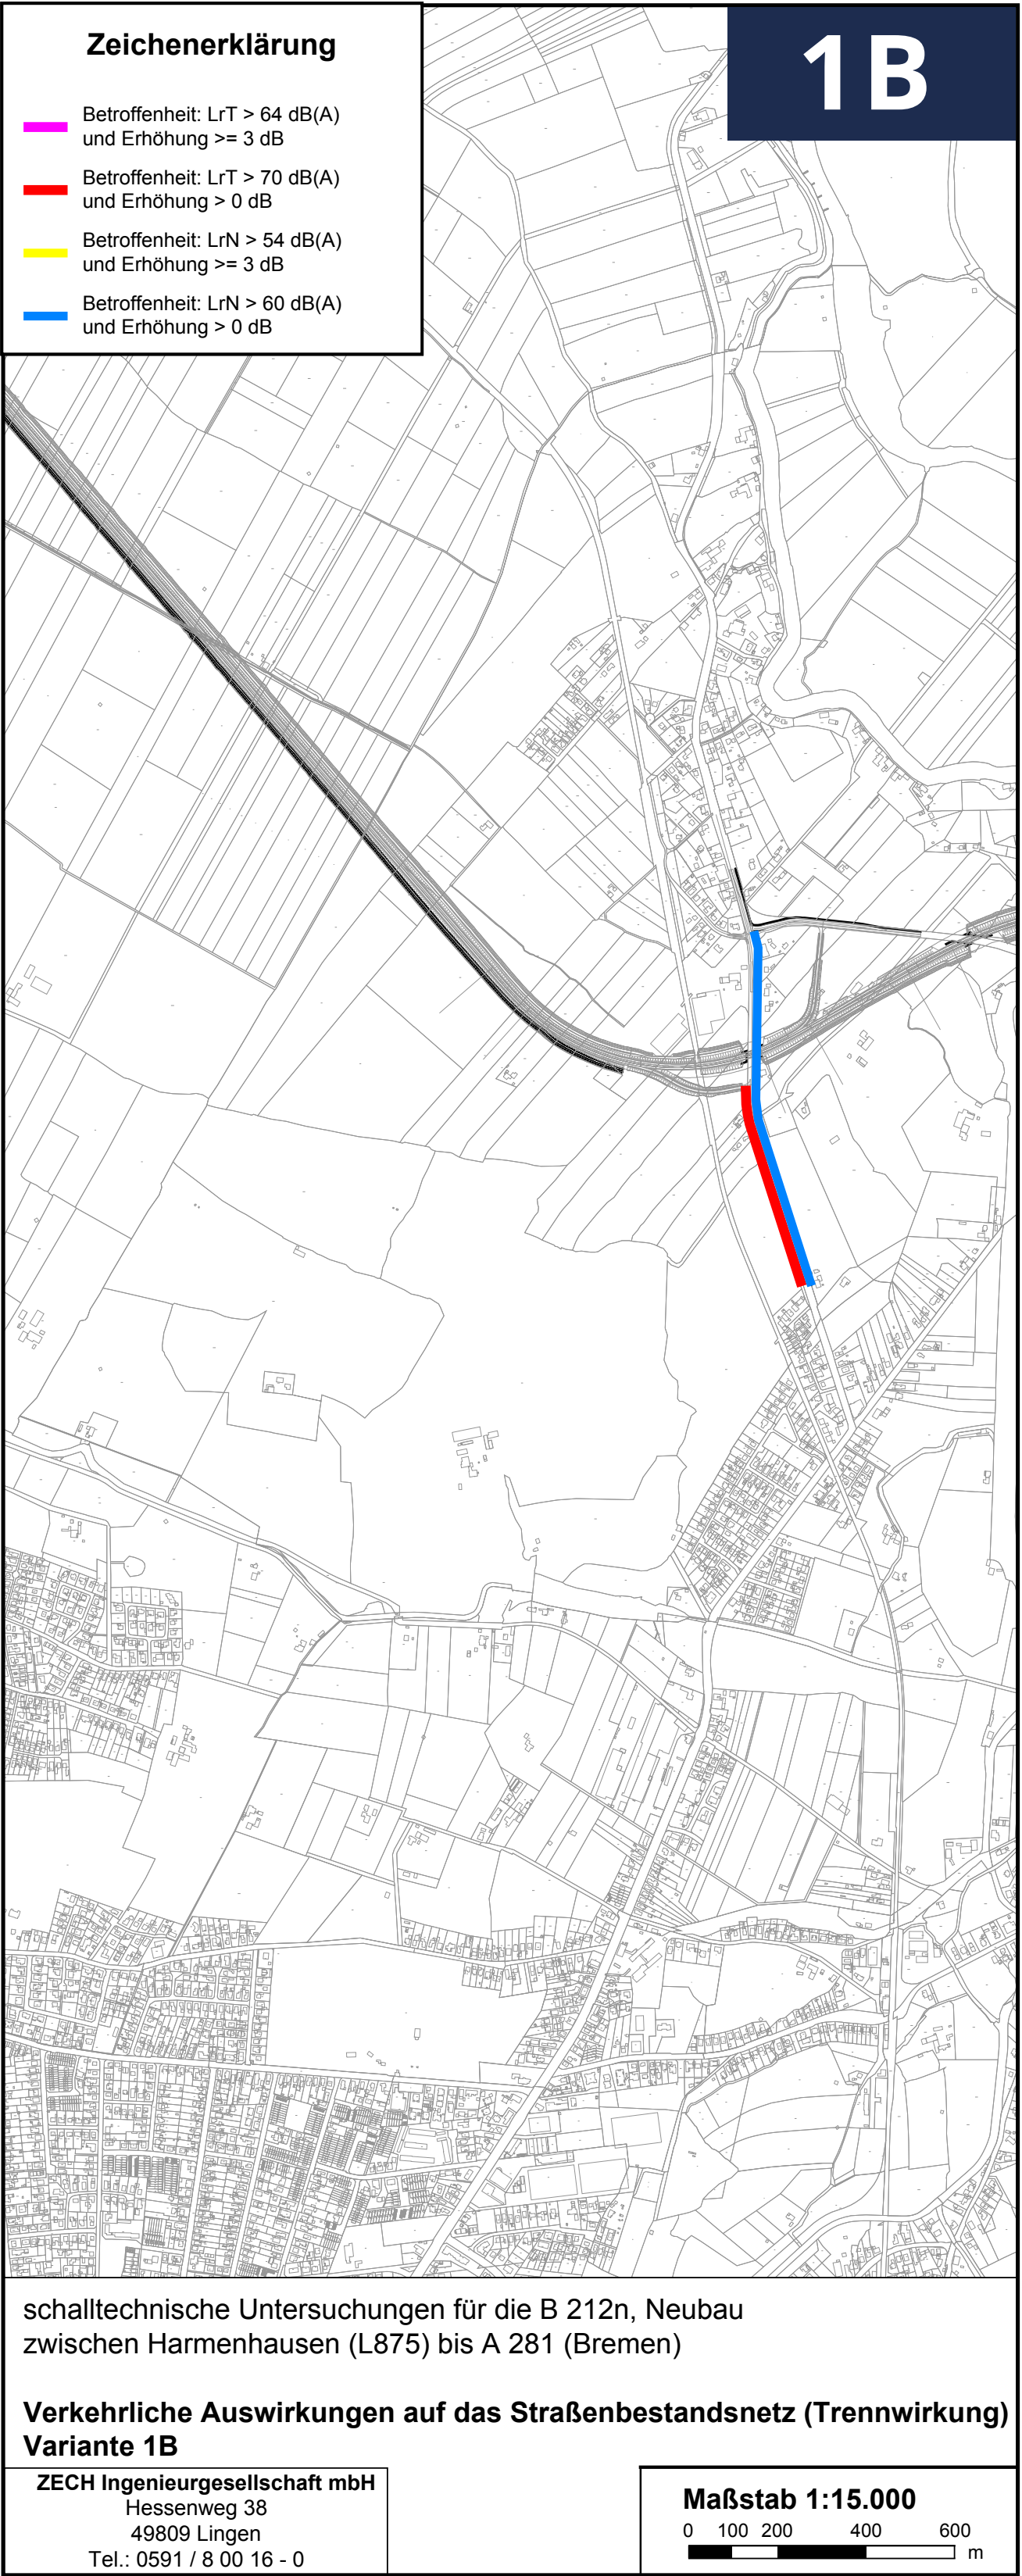 Zeichenerklärung
Betroffenheit: LrT > 64 dB(A)
und Erhöhung >= 3 dB
Betroffenheit: LrT > 70 dB(A)
und Erhöhung > 0 dB
Betroffenheit: LrN > 54 dB(A)
und Erhöhung >= 3 dB
Betroffenheit: LrN > 60 dB(A)
und Erhöhung > 0 dB
1B
schalltechnische Untersuchungen für die B 212n, Neubau
zwischen Harmenhausen (L875) bis A 281 (Bremen)
Verkehrliche Auswirkungen auf das Straßenbestandsnetz (Trennwirkung)
Variante 1B
ZECH Ingenieurgesellschaft mbH
Hessenweg 38
49809 Lingen
Tel.: 0591 / 8 00 16 - 0
Maßstab 1:15.000
0 100 200 400 600
m